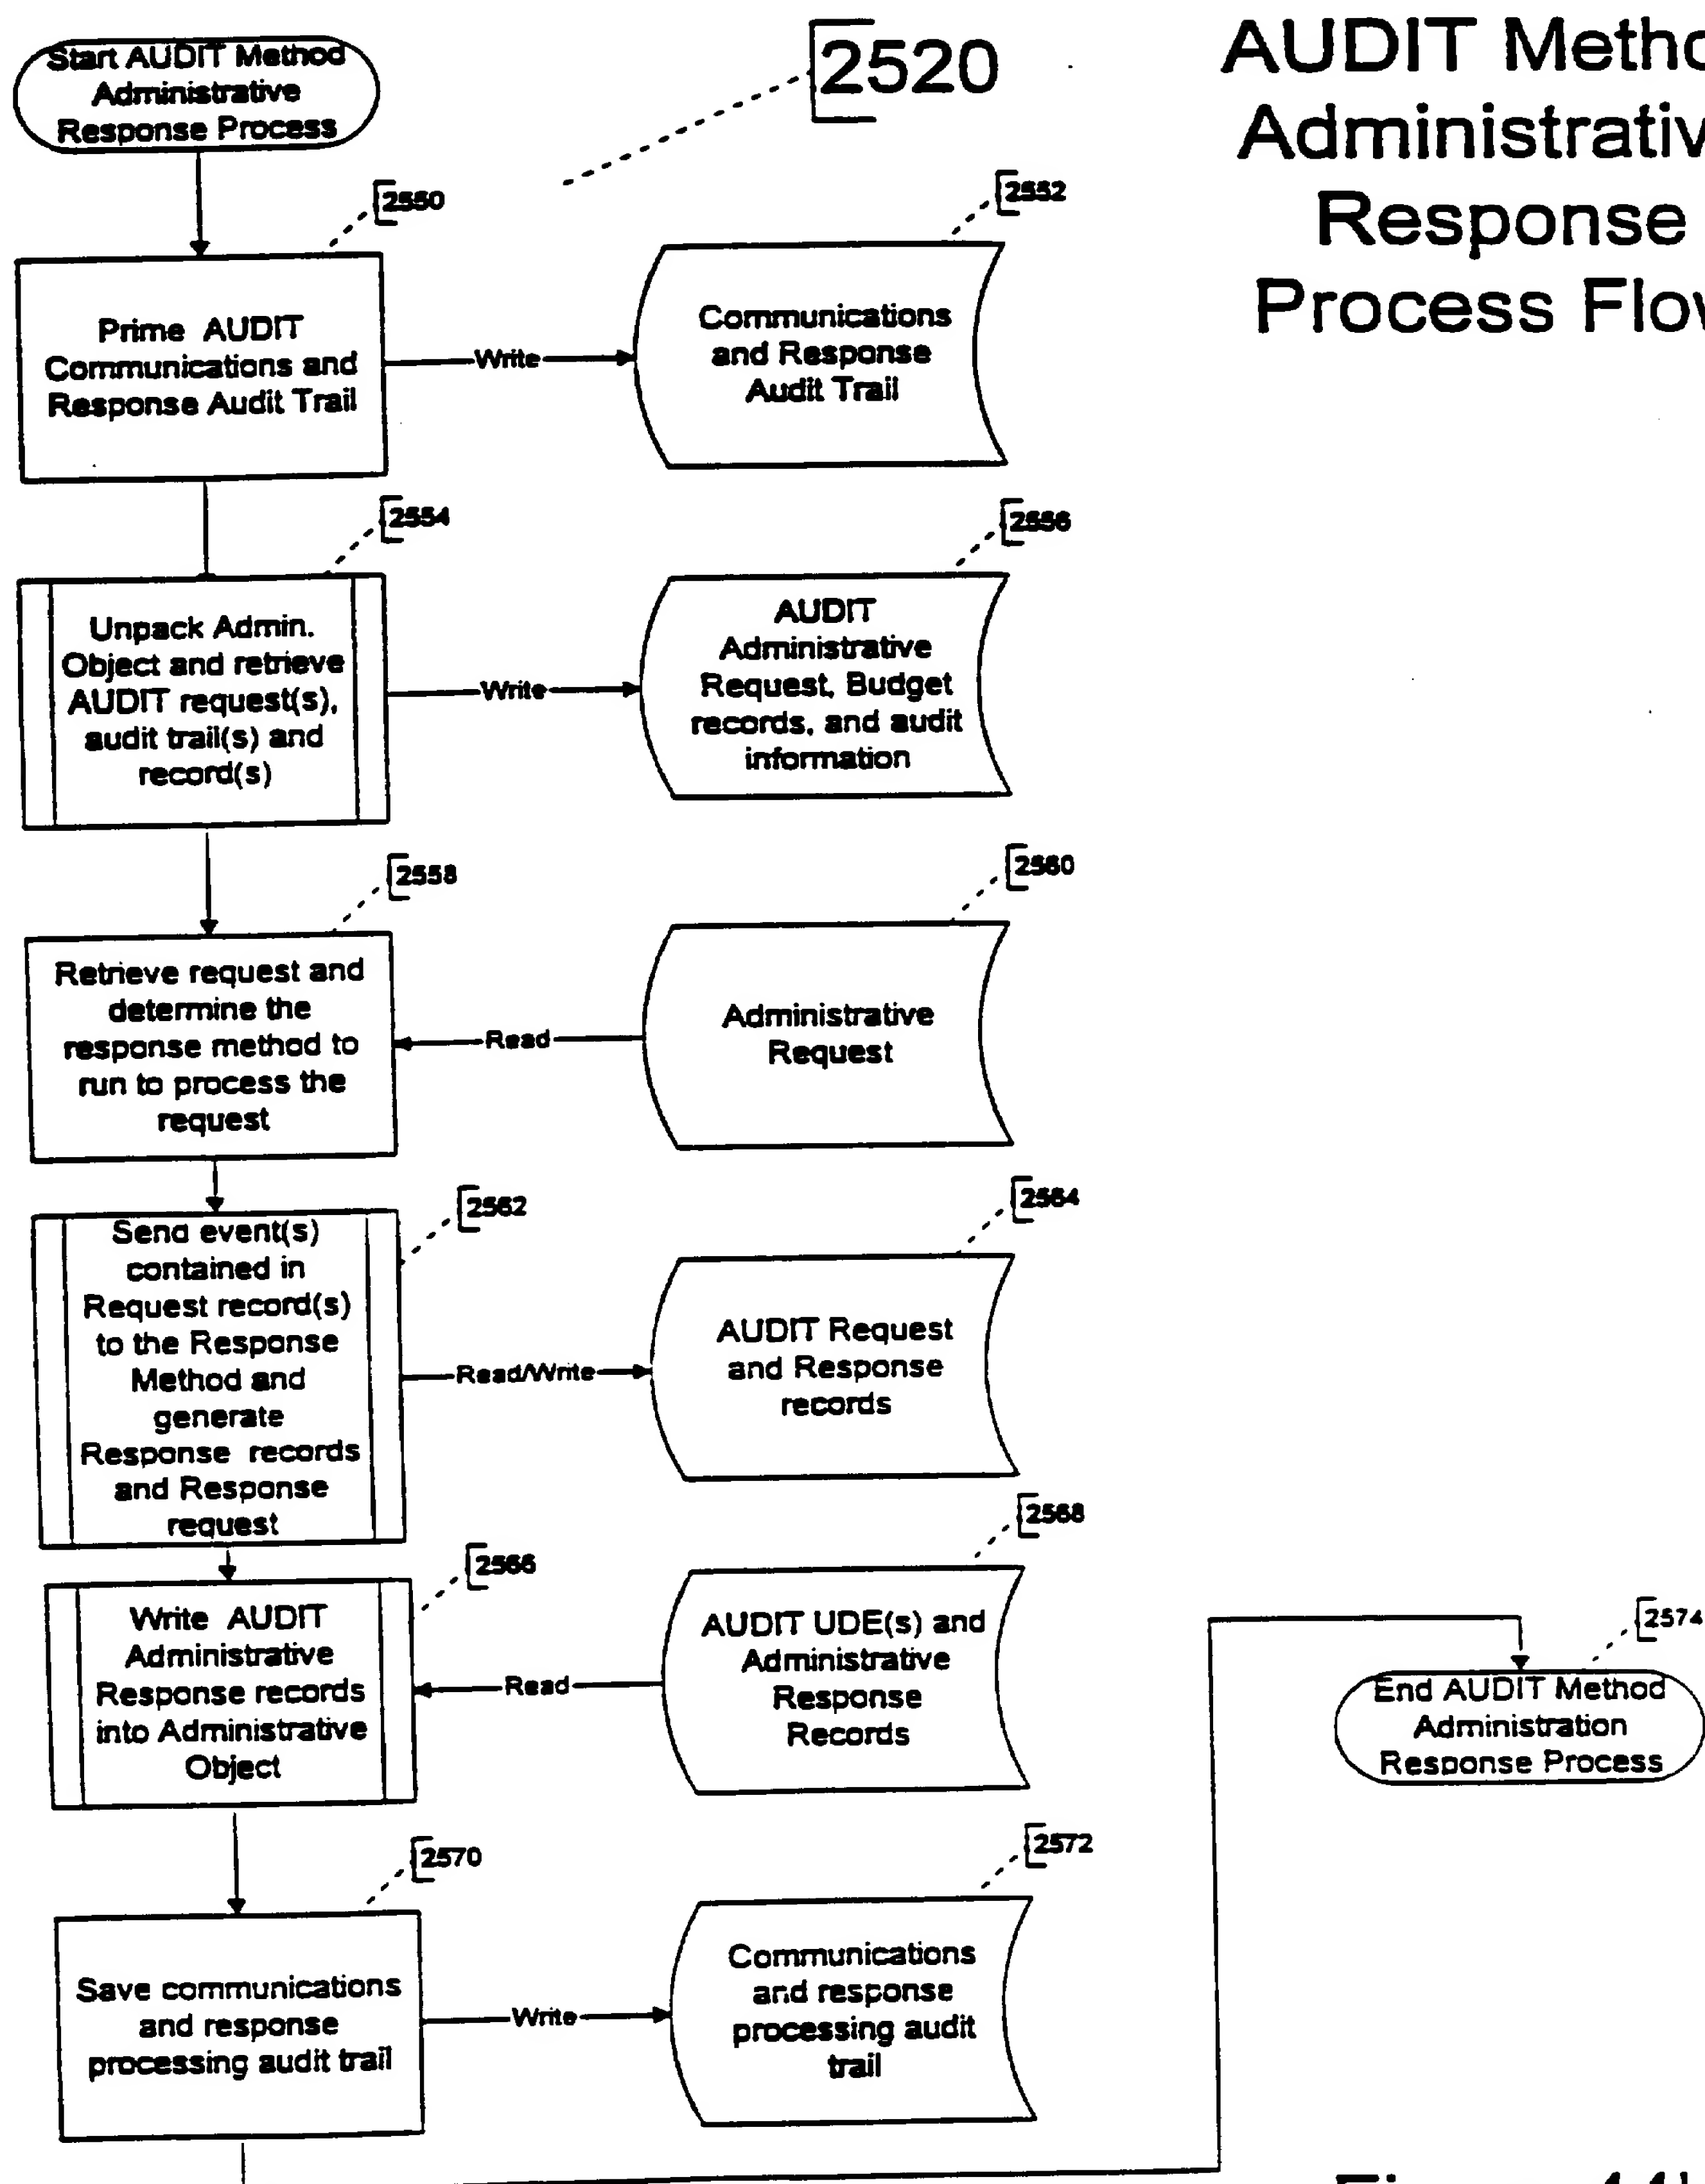 AUDIT Metho
Administrativ
Response
Process Flow
2520
Start AUDIT Method
Administrative
Response Process
2550
Prime AUDIT
Communications and
Response Audit Trail
Write
2552
Communications
and Response
Audit Trail
2554
Unpack Admin.
Object and retrieve
AUDIT request(s),
audit trail(s) and
record(s)
Write
2556
AUDIT
Administrative
Request, Budget
records, and audit
information
2558
Retrieve request and
determine the
response method to
run to process the
request
Read
2560
Administrative
Request
2562
Send event(s)
contained in
Request record(s)
to the Response
Method and
generate
Response records
and Response
request
Read/Write
2564
AUDIT Request
and Response
records
2566
Write AUDIT
Administrative
Response records
into Administrative
Object
Read
2568
AUDIT UDE(s) and
Administrative
Response
Records
2570
Save communications
and response
processing audit trail
Write
2572
Communications
and response
processing audit
trail
2574
End AUDIT Method
Administration
Response Process